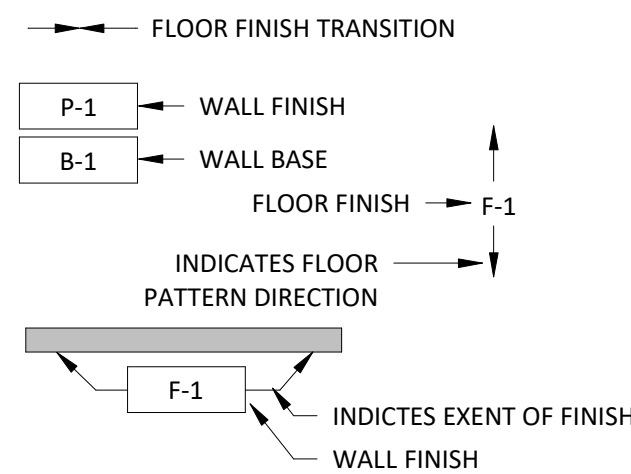 FLOOR FINISH TRANSITION
P-1
WALL FINISH
B-1
WALL BASE
FLOOR FINISH
F-1
INDICATES FLOOR
PATTERN DIRECTION
F-1
INDICTES EXENT OF FINISH
WALL FINISH